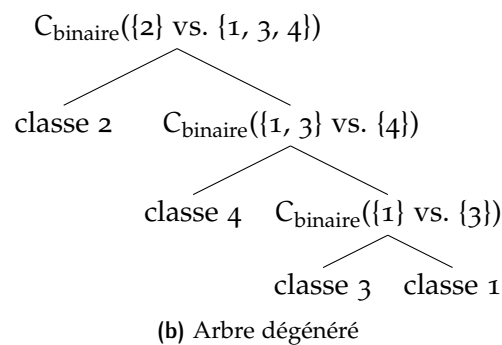 C_binaire({2} vs. {1, 3, 4})
classe 2 C_binaire({1, 3} vs. {4})
classe 4 C_binaire({1} vs. {3})
classe 3 classe 1
(b) Arbre dégénéré